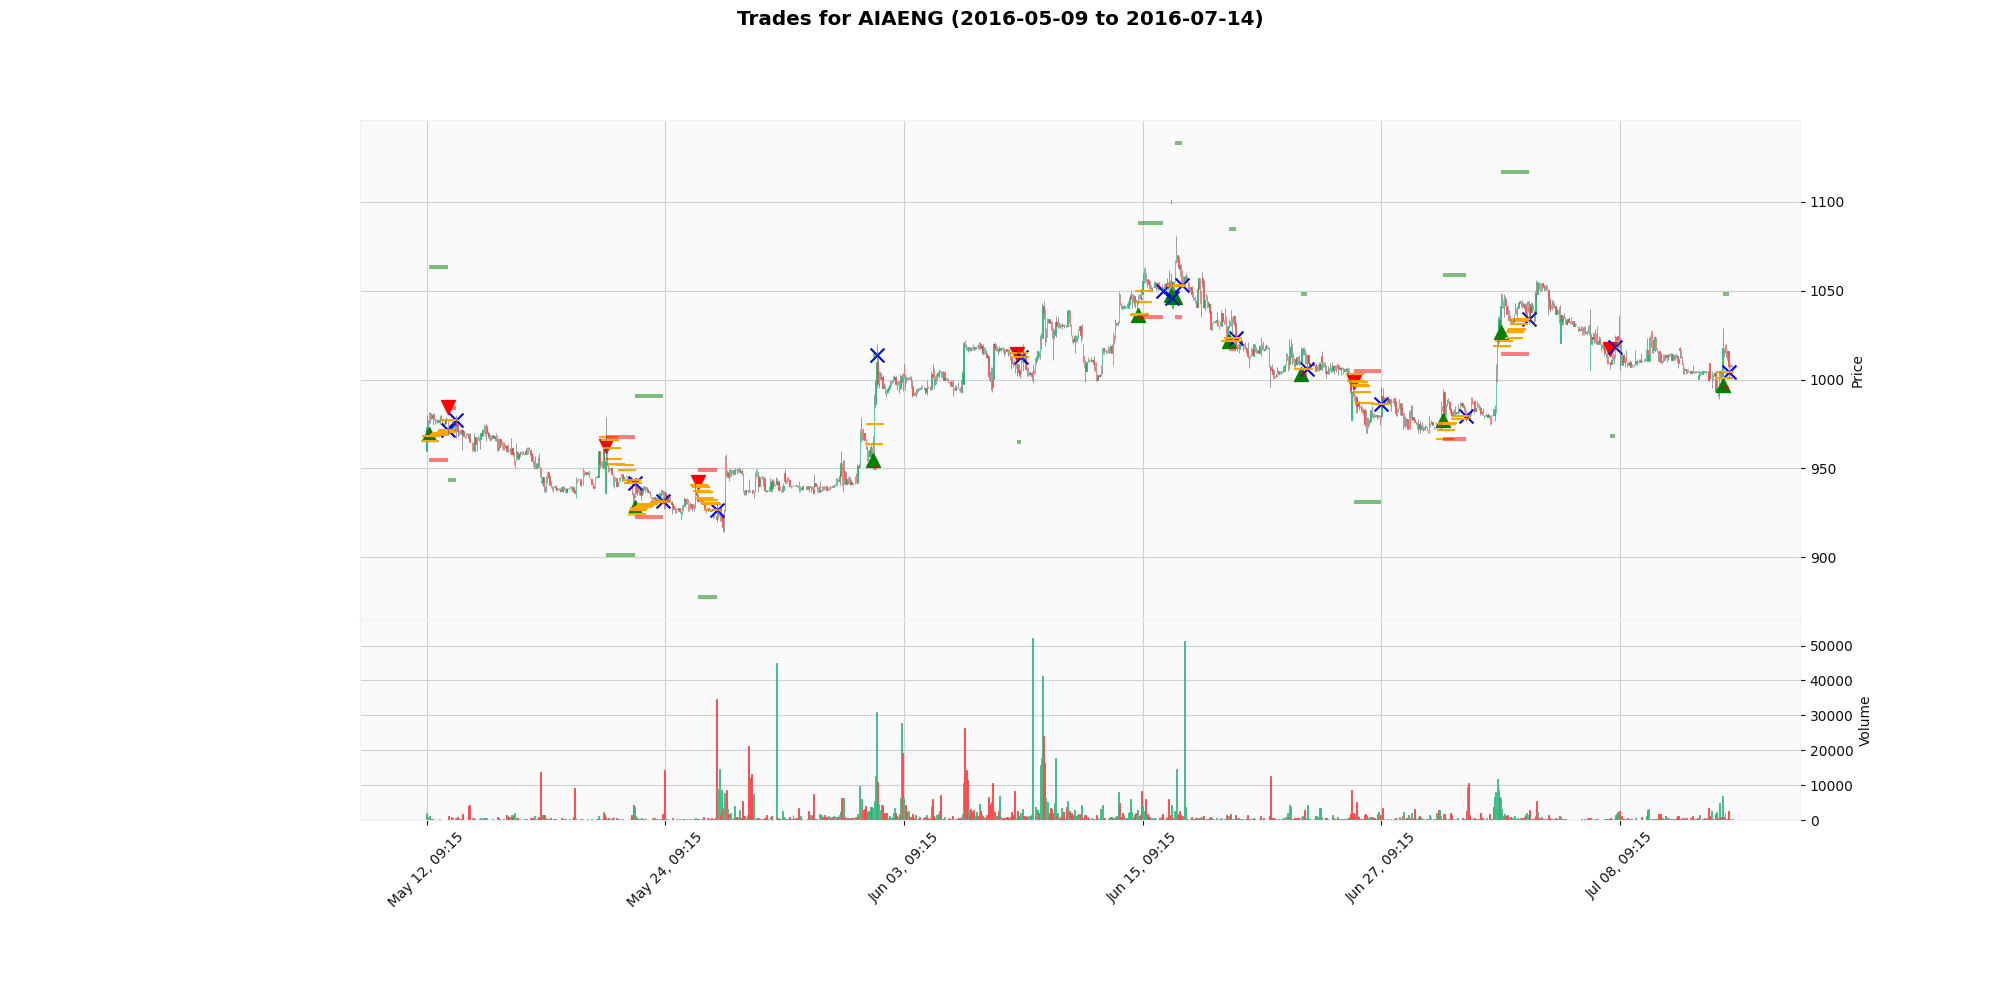 Trades for AIAENG (2016-05-09 to 2016-07-14)
1100
1050
1000
950
900
Price
50000
40000
30000
20000
10000
0
Volume
May 12, 09:15
May 24, 09:15
Jun 03, 09:15
Jun 15, 09:15
Jun 27, 09:15
Jul 08, 09:15